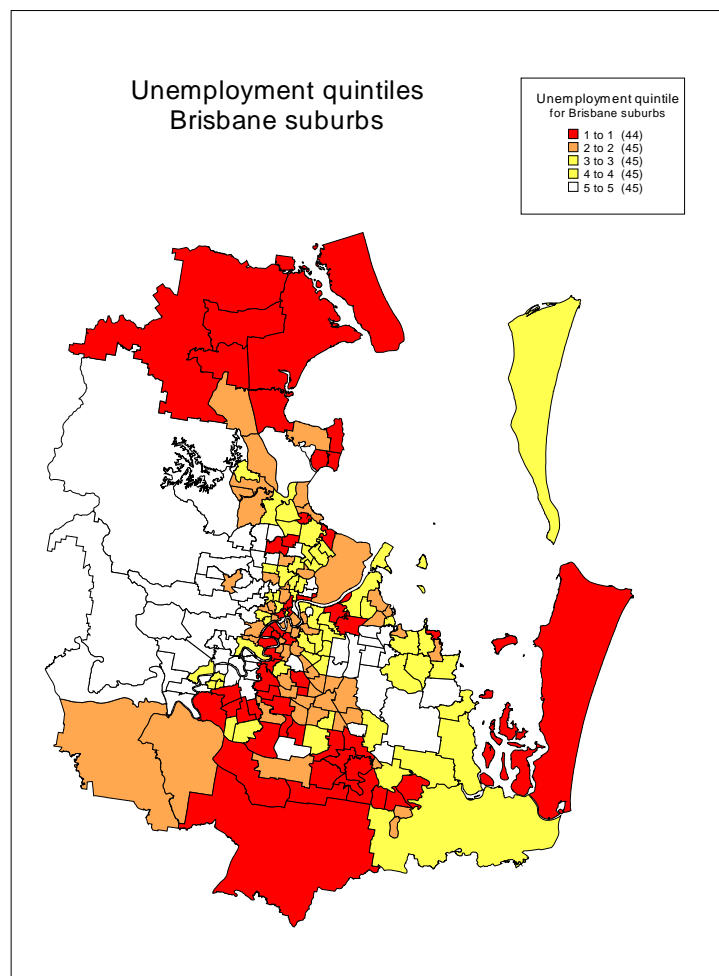 Unemployment quintiles
Brisbane suburbs
Unemployment quintile
for Brisbane suburbs
1 to 1 (44)
2 to 2 (45)
3 to 3 (45)
4 to 4 (45)
5 to 5 (45)